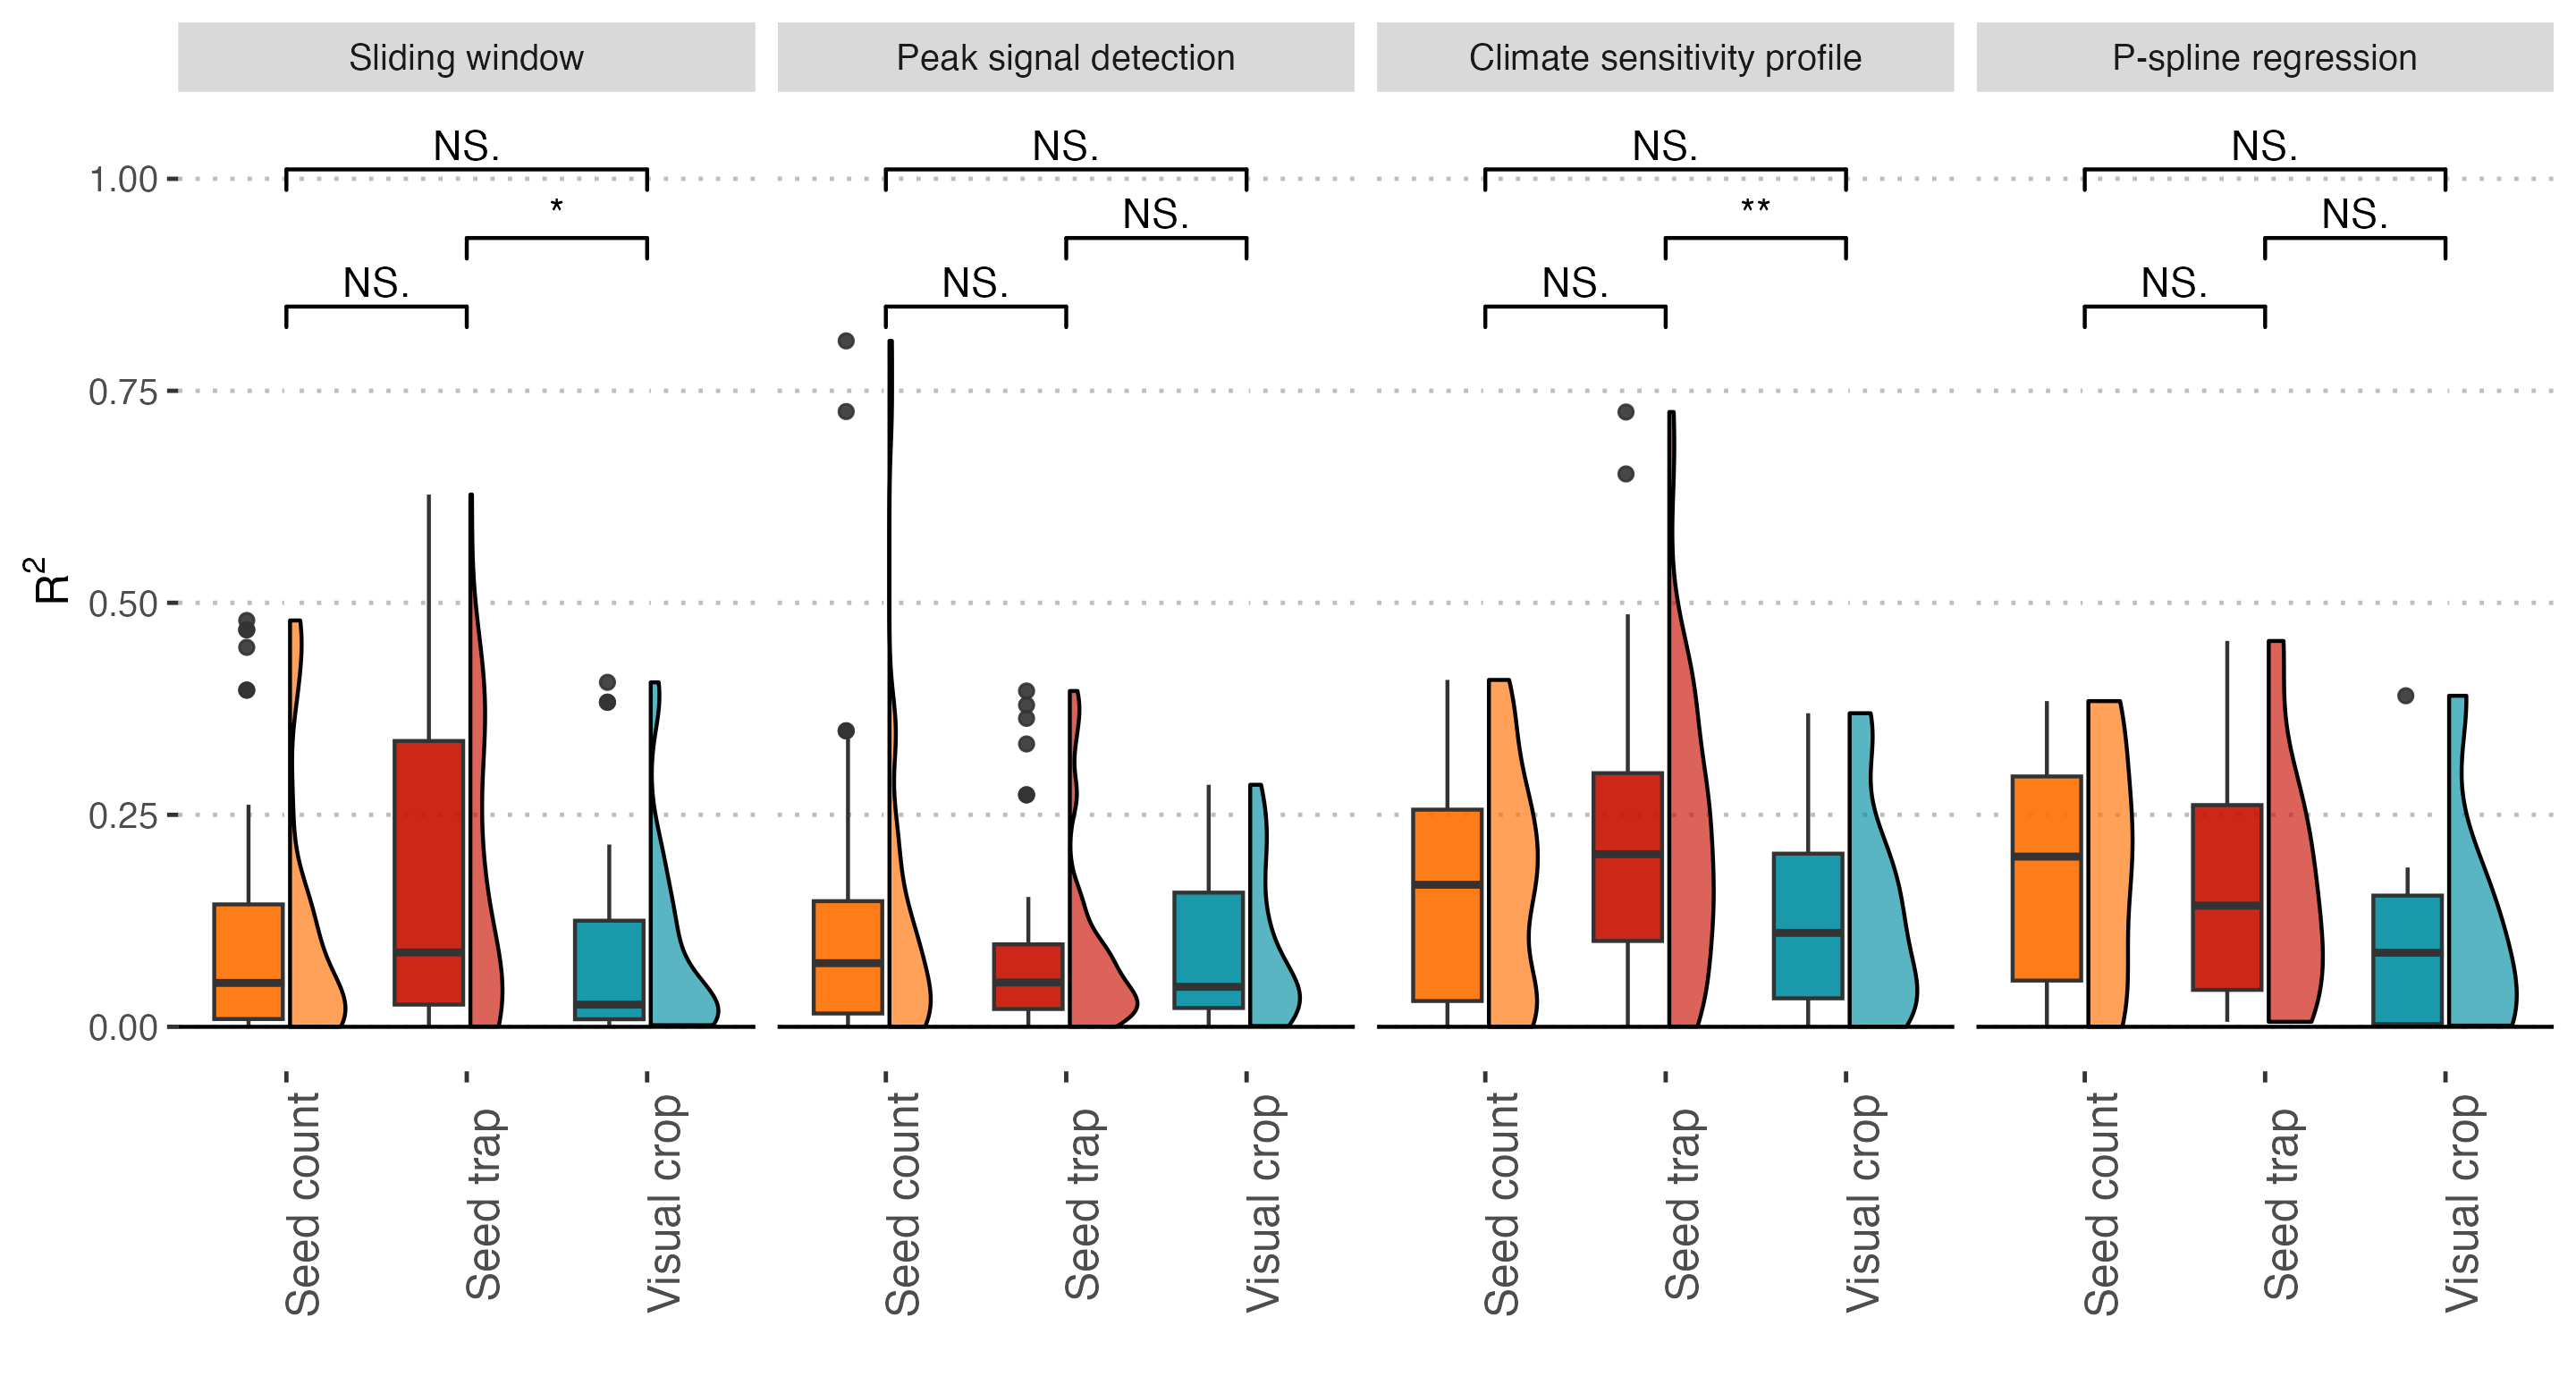 Sliding window
Peak signal detection
Climate sensitivity profile
P-spline regression
R²
1.00
0.75
0.50
0.25
0.00
NS.
*
NS.
NS.
NS.
NS.
NS.
**
NS.
NS.
NS.
NS.
Seed count
Seed trap
Visual crop
Seed count
Seed trap
Visual crop
Seed count
Seed trap
Visual crop
Seed count
Seed trap
Visual crop